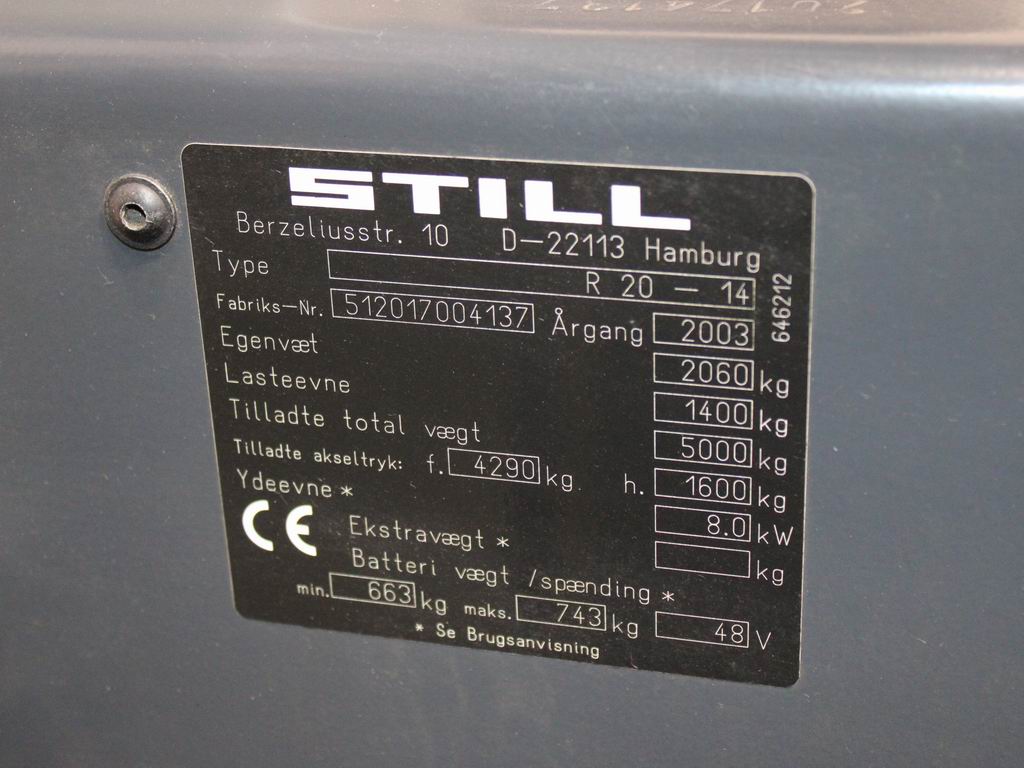 STILL
Berzeliusstr. 10 D-22113 Hamburg
Type R 20 - 14
646212
Fabriks-Nr. 512017004137 Årgang 2003
Egenvæt 2060 kg
Lasteevne 1400 kg
Tilladte total vægt 5000 kg
Tilladte akseltryk: f. 4290 kg h. 1600 kg
Ydeevne * 8.0 kW
CE Ekstravægt * kg
Batteri vægt /spænding *
min. 663 kg maks. 743 kg 48 V
* Se Brugsanvisning